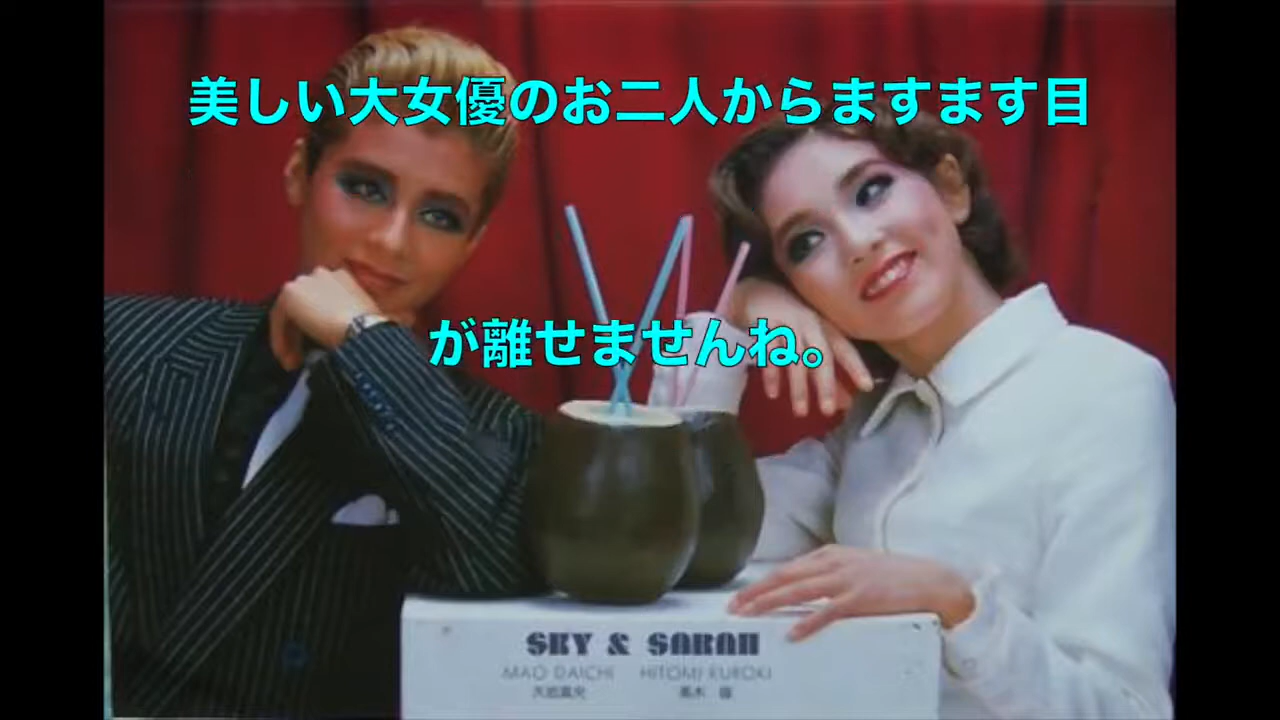 美しい大女優のお二人からますます目
が離せませんね。
SKY & SARAH
MAO DAICHI HITOMI KUROKI
大地真央 黒木 瞳